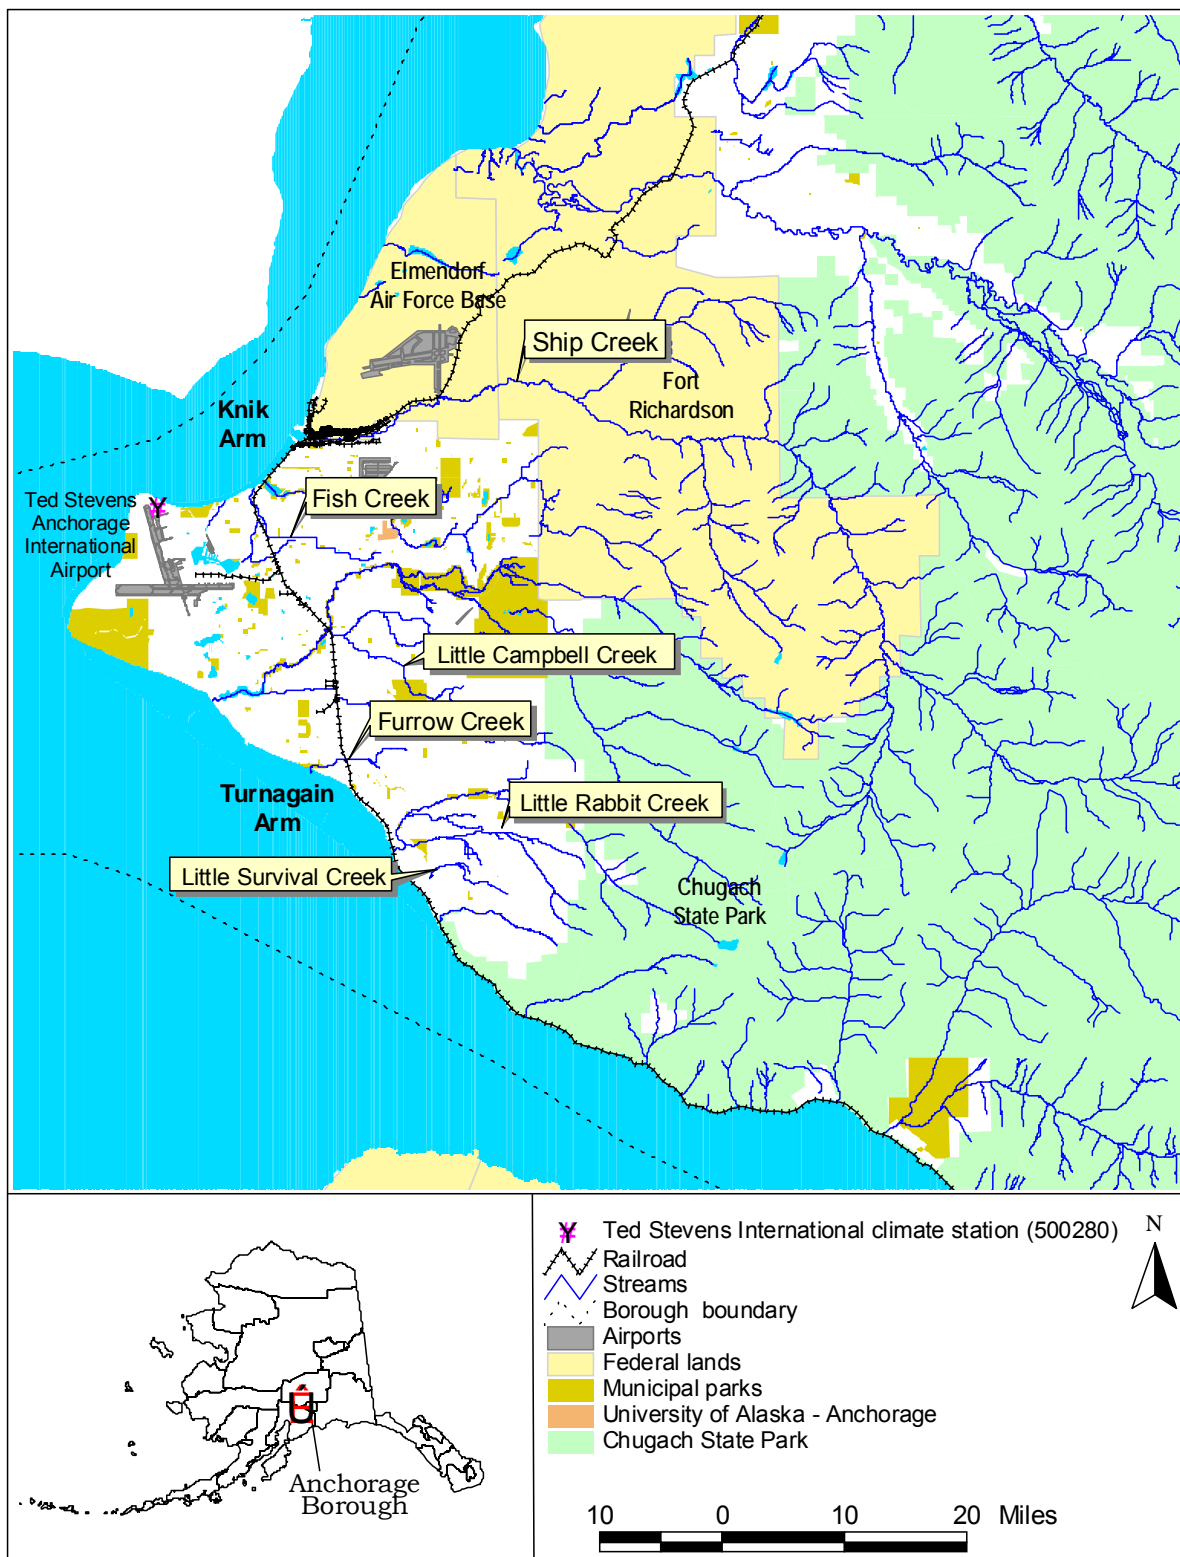 Elmendorf
Air Force Base
Ship Creek
Fort
Richardson
Knik
Arm
Ted Stevens
Anchorage
International
Airport
Fish Creek
Little Campbell Creek
Furrow Creek
Turnagain
Arm
Little Rabbit Creek
Little Survival Creek
Chugach
State Park
Anchorage
Borough
Ted Stevens International climate station (500280)
Railroad
Streams
Borough boundary
Airports
Federal lands
Municipal parks
University of Alaska - Anchorage
Chugach State Park
N
10 0 10 20 Miles